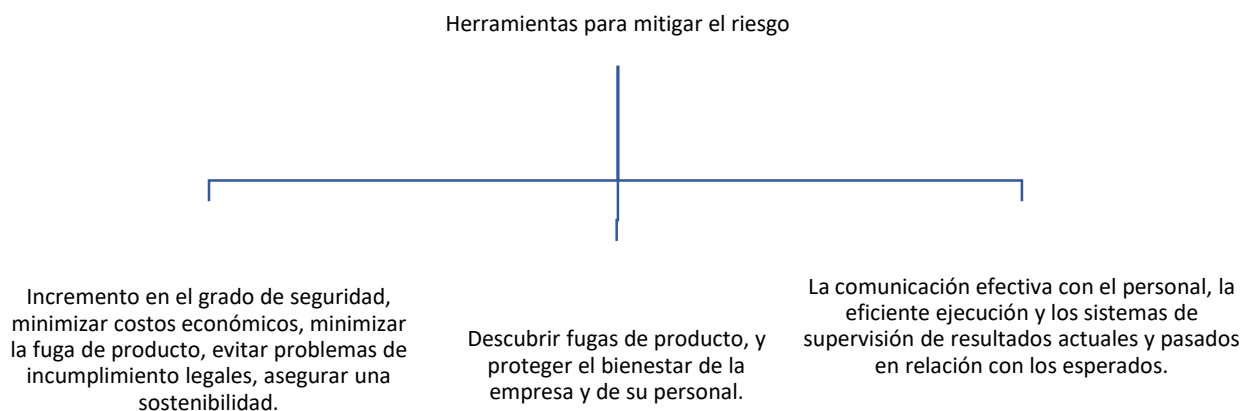 Herramientas para mitigar el riesgo
Incremento en el grado de seguridad,
minimizar costos económicos, minimizar
la fuga de producto, evitar problemas de
incumplimiento legales, asegurar una
sostenibilidad.
Descubrir fugas de producto, y
proteger el bienestar de la
empresa y de su personal.
La comunicación efectiva con el personal, la
eficiente ejecución y los sistemas de
supervisión de resultados actuales y pasados
en relación con los esperados.